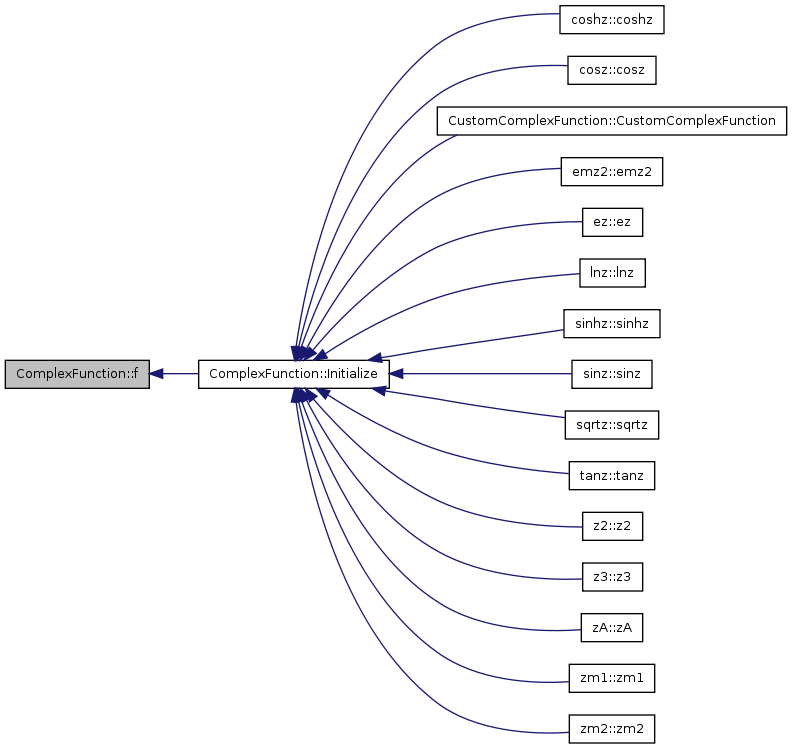 coshz::coshz
cosz::cosz
CustomComplexFunction::CustomComplexFunction
emz2::emz2
ez::ez
lnz::lnz
sinhz::sinhz
ComplexFunction::f
ComplexFunction::Initialize
sinz::sinz
sqrtz::sqrtz
tanz::tanz
z2::z2
z3::z3
zA::zA
zm1::zm1
zm2::zm2